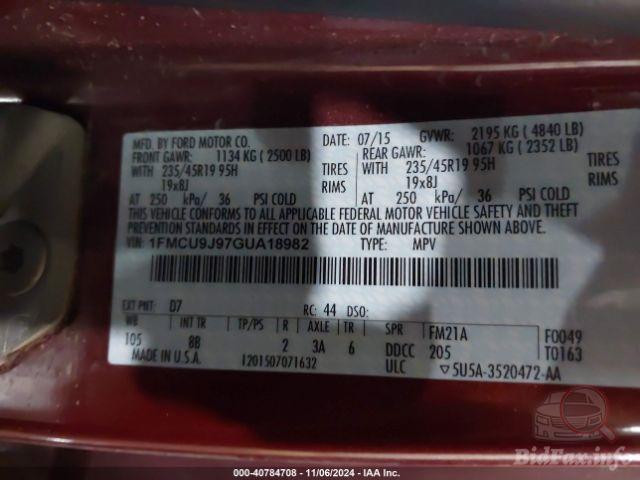 MFD. BY FORD MOTOR CO.
DATE: 07/15 GVWR: 2195 KG ( 4840 LB)
FRONT GAWR: 1134 KG ( 2500 LB)
REAR GAWR: 1067 KG ( 2352 LB)
WITH 235/45R19 95H TIRES
WITH 235/45R19 95H TIRES
19x8J RIMS
19x8J RIMS
AT 250 kPa/ 36 PSI COLD
AT 250 kPa/ 36 PSI COLD
THIS VEHICLE CONFORMS TO ALL APPLICABLE FEDERAL MOTOR VEHICLE SAFETY AND THEFT
PREVENTION STANDARDS IN EFFECT ON THE DATE OF MANUFACTURE SHOWN ABOVE.
VIN: 1FMCU9J97GUA18982 TYPE: MPV
EXT PNT: D7 RC: 44 DSO:
WB INT TR TP/PS R AXLE TR SPR FM21A F0049
105 8B 2 3A 6 DDCC 205 T0163
MADE IN U.S.A. I201507071632 ULC ▽5U5A-3520472-AA
BidFax.info
000-40784708 - 11/06/2024 - IAA Inc.